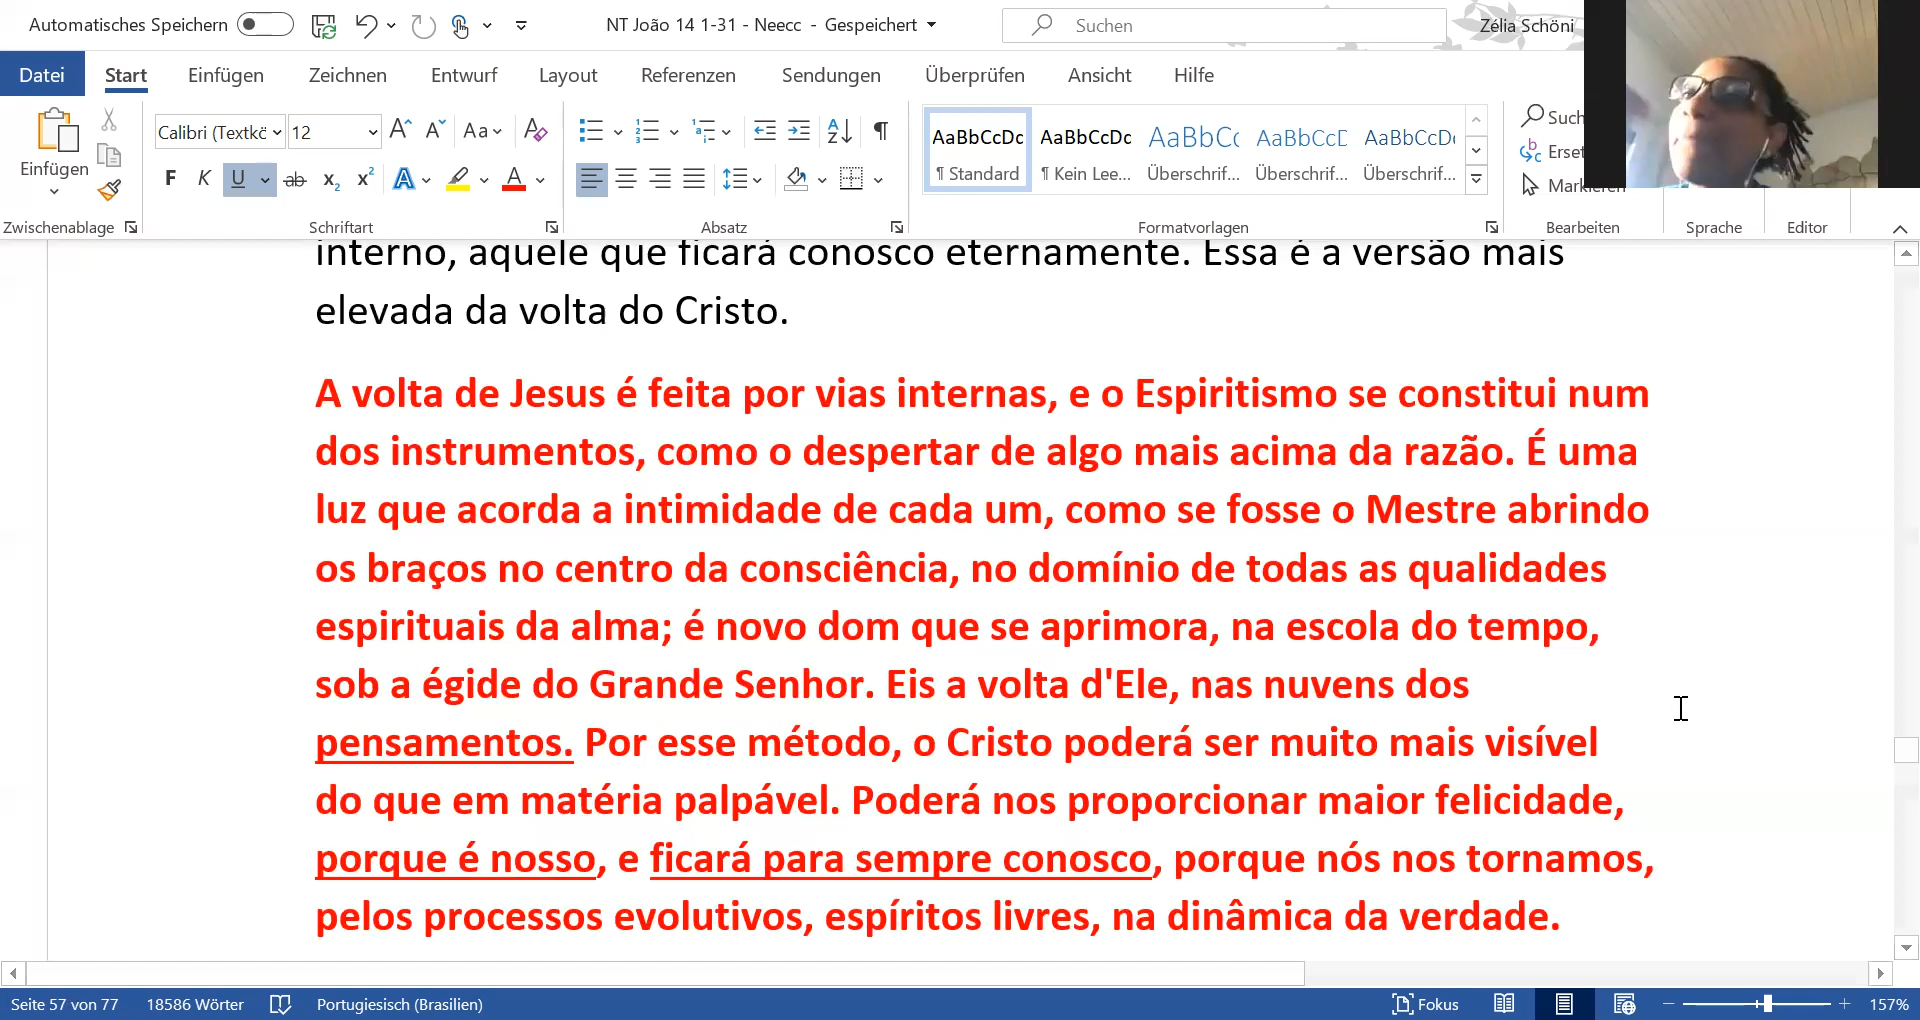 Automatisches Speichern
NT João 14 1-31 - Neecc - Gespeichert
Suchen
Zélia Schöni
Datei Start Einfügen Zeichnen Entwurf Layout Referenzen Sendungen Überprüfen Ansicht Hilfe
Einfügen
Calibri (Textkö 12
F K U ab x₂ x²
AaBbCcDc AaBbCcDc AaBbC( AaBbCcD AaBbCcD
¶ Standard ¶ Kein Lee... Überschrif... Überschrif... Überschrif...
Such
Erset
Markieren
Zwischenablage Schriftart Absatz Formatvorlagen Bearbeiten Sprache Editor
interno, aquele que ficará conosco eternamente. Essa é a versão mais
elevada da volta do Cristo.
A volta de Jesus é feita por vias internas, e o Espiritismo se constitui num
dos instrumentos, como o despertar de algo mais acima da razão. É uma
luz que acorda a intimidade de cada um, como se fosse o Mestre abrindo
os braços no centro da consciência, no domínio de todas as qualidades
espirituais da alma; é novo dom que se aprimora, na escola do tempo,
sob a égide do Grande Senhor. Eis a volta d'Ele, nas nuvens dos
pensamentos. Por esse método, o Cristo poderá ser muito mais visível
do que em matéria palpável. Poderá nos proporcionar maior felicidade,
porque é nosso, e ficará para sempre conosco, porque nós nos tornamos,
pelos processos evolutivos, espíritos livres, na dinâmica da verdade.
Seite 57 von 77 18586 Wörter Portugiesisch (Brasilien) Fokus 157%